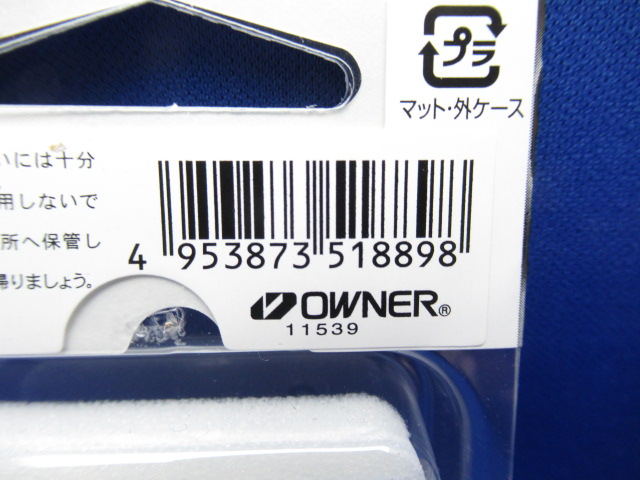 プラ
マット・外ケース
いには十分
用しないで
所へ保管し
帰りましょう。
4 953873 518898
OWNER®
11539